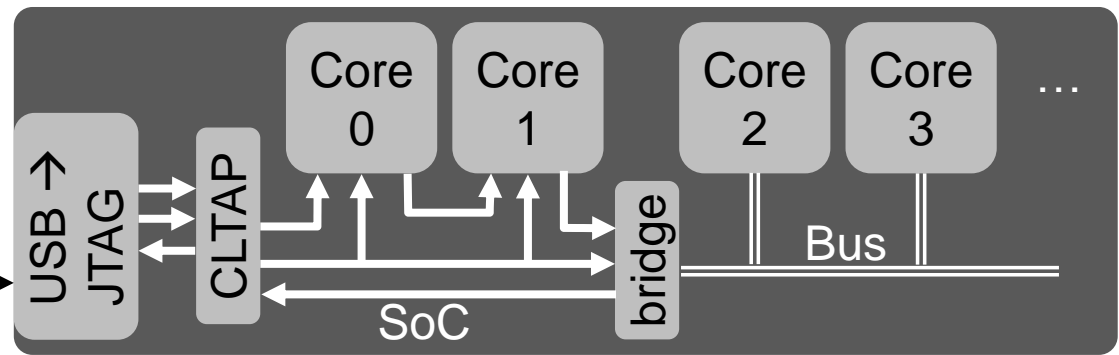 USB →
JTAG
CLTAP
Core
0
Core
1
bridge
Core
2
Core
3
...
Bus
SoC